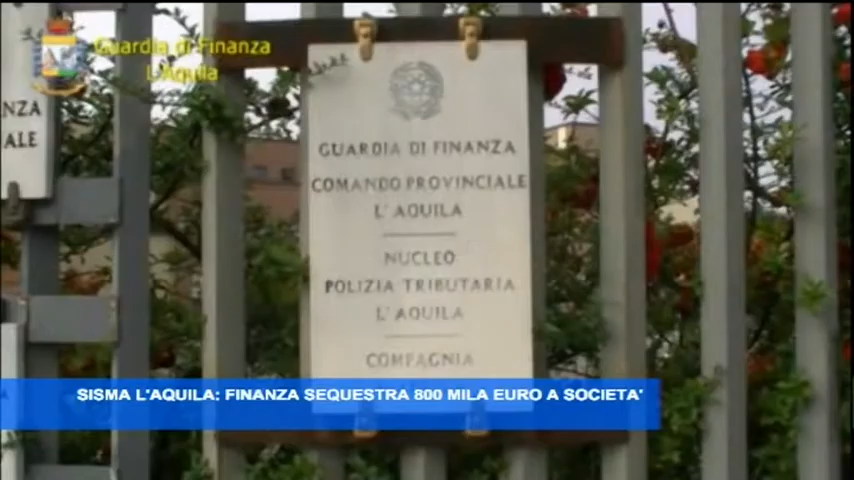 Guardia di Finanza
L'Aquila
NZA
ALE
GUARDIA DI FINANZA
COMANDO PROVINCIALE
L'AQUILA
NUCLEO
POLIZIA TRIBUTARIA
L'AQUILA
COMPAGNIA
SISMA L'AQUILA: FINANZA SEQUESTRA 800 MILA EURO A SOCIETA'